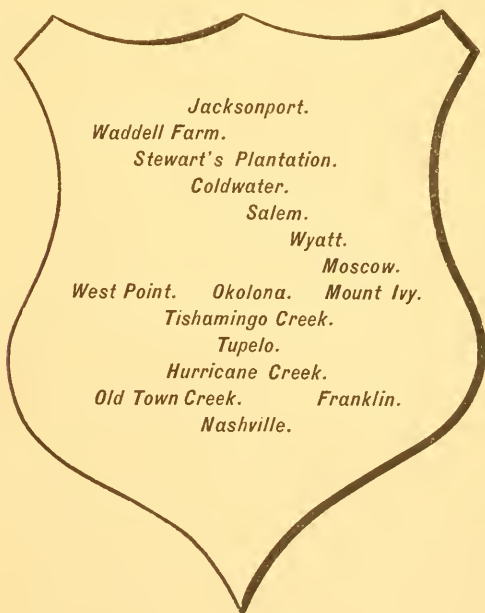 Jacksonport.
Waddell Farm.
Stewart's Plantation.
Coldwater.
Salem.
Wyatt.
Moscow.
West Point. Okolona. Mount Ivy.
Tishamingo Creek.
Tupelo.
Hurricane Creek.
Old Town Creek. Franklin.
Nashville.